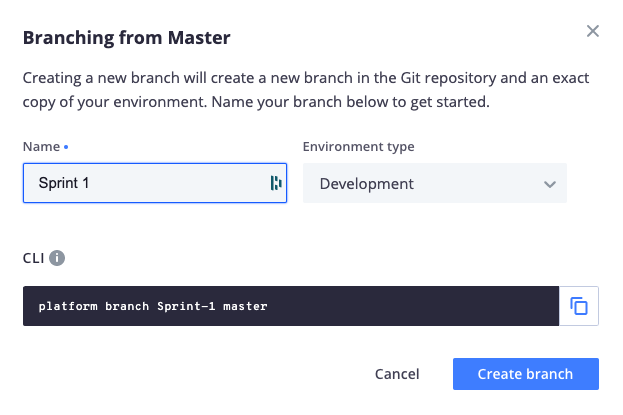 Branching from Master
Creating a new branch will create a new branch in the Git repository and an exact
copy of your environment. Name your branch below to get started.
Name
Environment type
Sprint 1
Development
CLI
platform branch Sprint-1 master
Cancel
Create branch